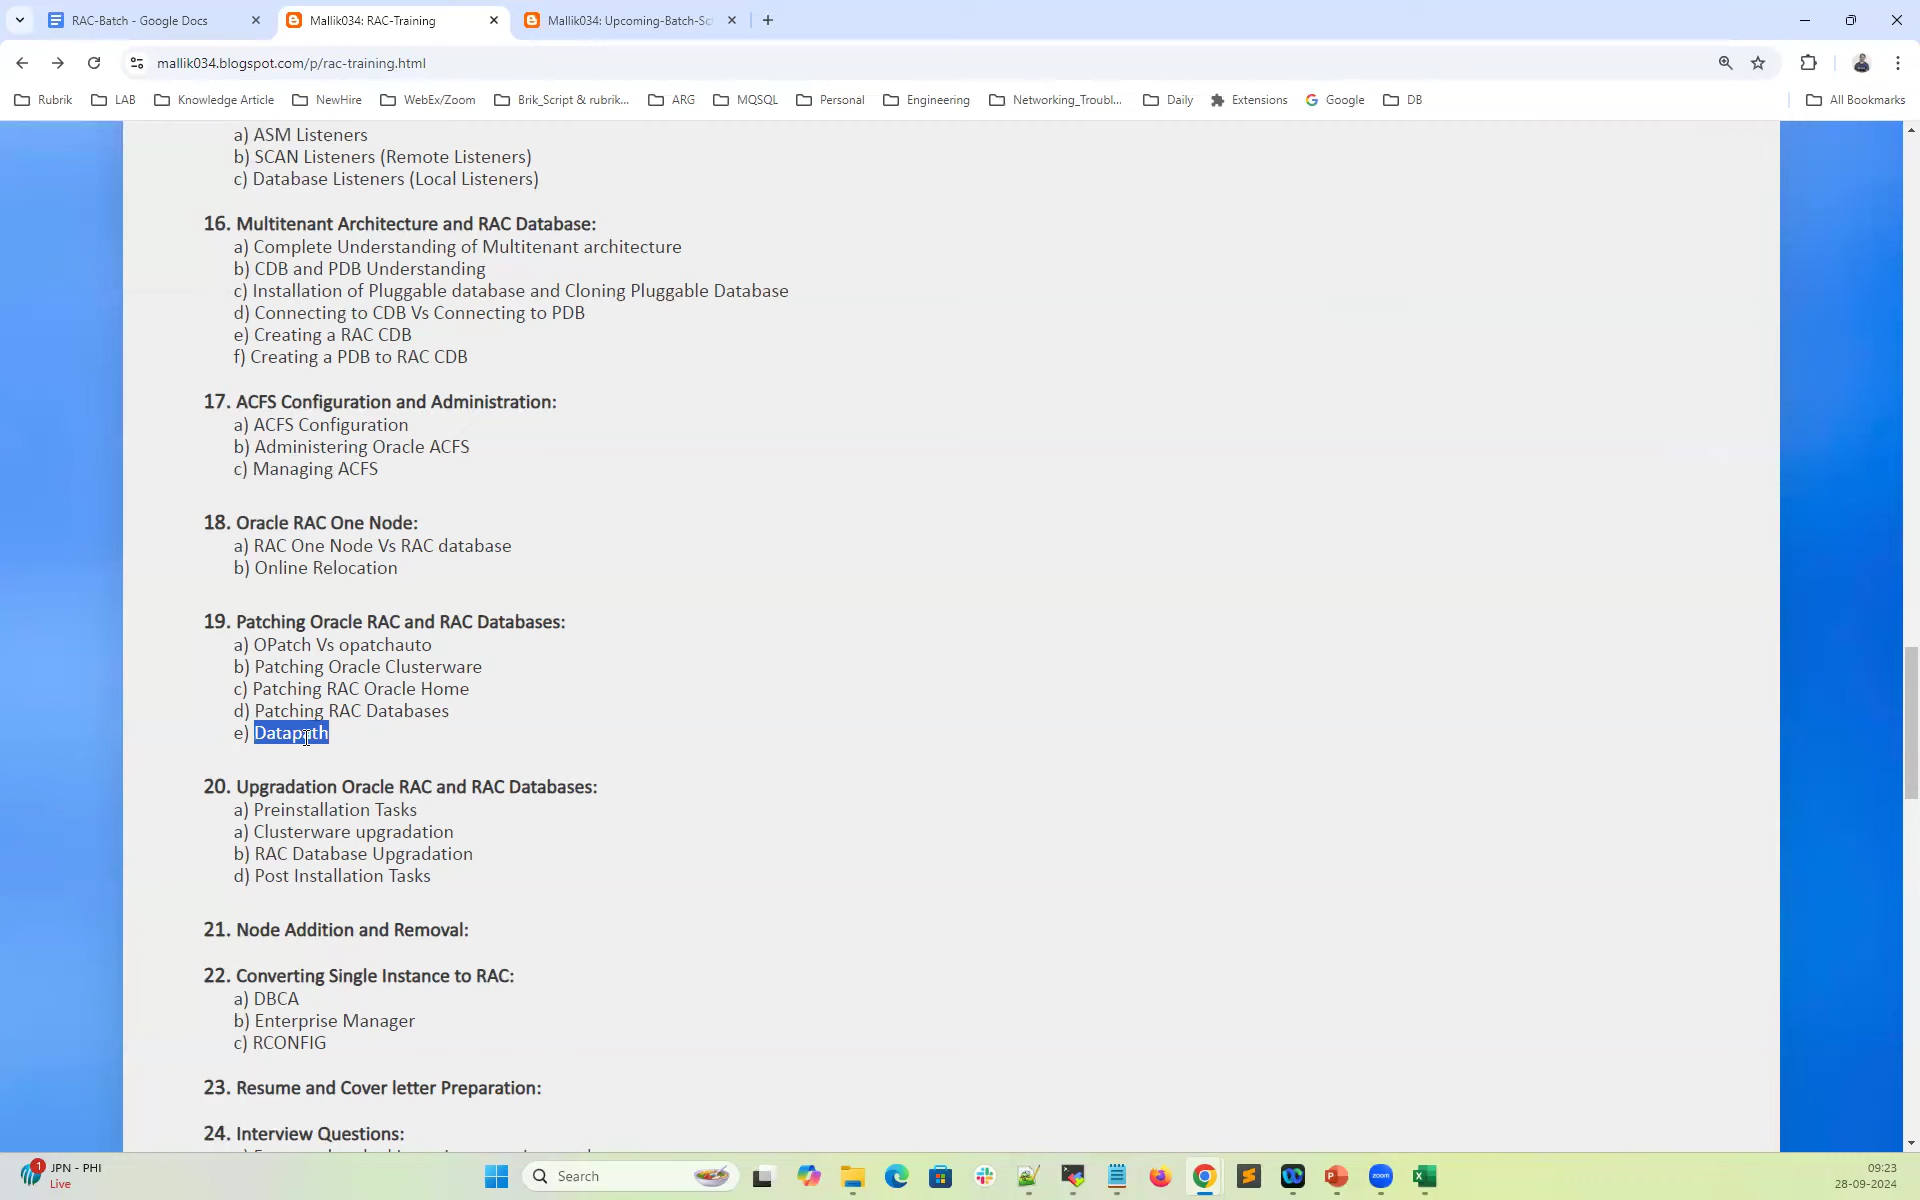 RAC-Batch - Google Docs
Mallik034: RAC-Training
Mallik034: Upcoming-Batch-Sc
mallik034.blogspot.com/p/rac-training.html
Rubrik
LAB
Knowledge Article
NewHire
WebEx/Zoom
Brik_Script & rubrik...
ARG
MQSQL
Personal
Engineering
Networking_Troubl...
Daily
Extensions
Google
DB
All Bookmarks
a) ASM Listeners
b) SCAN Listeners (Remote Listeners)
c) Database Listeners (Local Listeners)
16. Multitenant Architecture and RAC Database:
a) Complete Understanding of Multitenant architecture
b) CDB and PDB Understanding
c) Installation of Pluggable database and Cloning Pluggable Database
d) Connecting to CDB Vs Connecting to PDB
e) Creating a RAC CDB
f) Creating a PDB to RAC CDB
17. ACFS Configuration and Administration:
a) ACFS Configuration
b) Administering Oracle ACFS
c) Managing ACFS
18. Oracle RAC One Node:
a) RAC One Node Vs RAC database
b) Online Relocation
19. Patching Oracle RAC and RAC Databases:
a) OPatch Vs opatchauto
b) Patching Oracle Clusterware
c) Patching RAC Oracle Home
d) Patching RAC Databases
e) Datapath
20. Upgradation Oracle RAC and RAC Databases:
a) Preinstallation Tasks
a) Clusterware upgradation
b) RAC Database Upgradation
d) Post Installation Tasks
21. Node Addition and Removal:
22. Converting Single Instance to RAC:
a) DBCA
b) Enterprise Manager
c) RCONFIG
23. Resume and Cover letter Preparation:
24. Interview Questions:
1
JPN - PHI
Live
Search
zoom
09:23
28-09-2024